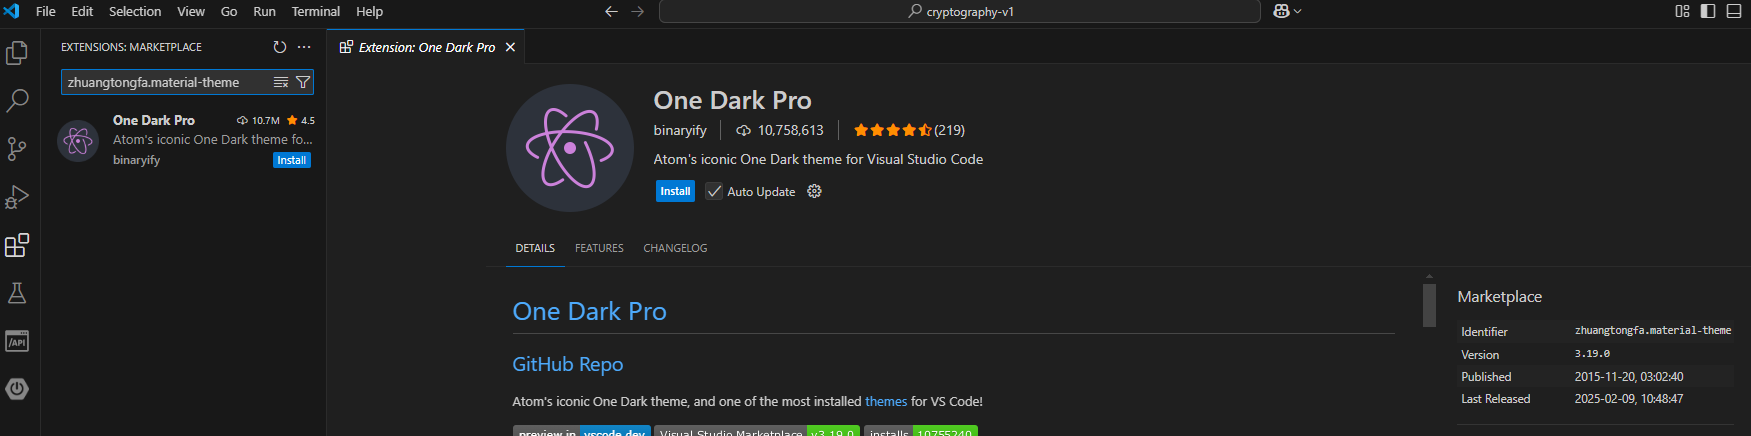 File Edit Selection View Go Run Terminal Help
cryptography-v1
EXTENSIONS: MARKETPLACE
zhuangtongfa.material-theme
One Dark Pro 10.7M 4.5
Atom's iconic One Dark theme fo...
binaryify Install
/API
Extension: One Dark Pro
One Dark Pro
binaryify 10,758,613 (219)
Atom's iconic One Dark theme for Visual Studio Code
Install Auto Update
DETAILS FEATURES CHANGELOG
One Dark Pro
GitHub Repo
Atom's iconic One Dark theme, and one of the most installed themes for VS Code!
preview in vscode.dev Visual Studio Marketplace v3.19.0 installs 10755240
Marketplace
Identifier zhuangtongfa.material-theme
Version 3.19.0
Published 2015-11-20, 03:02:40
Last Released 2025-02-09, 10:48:47